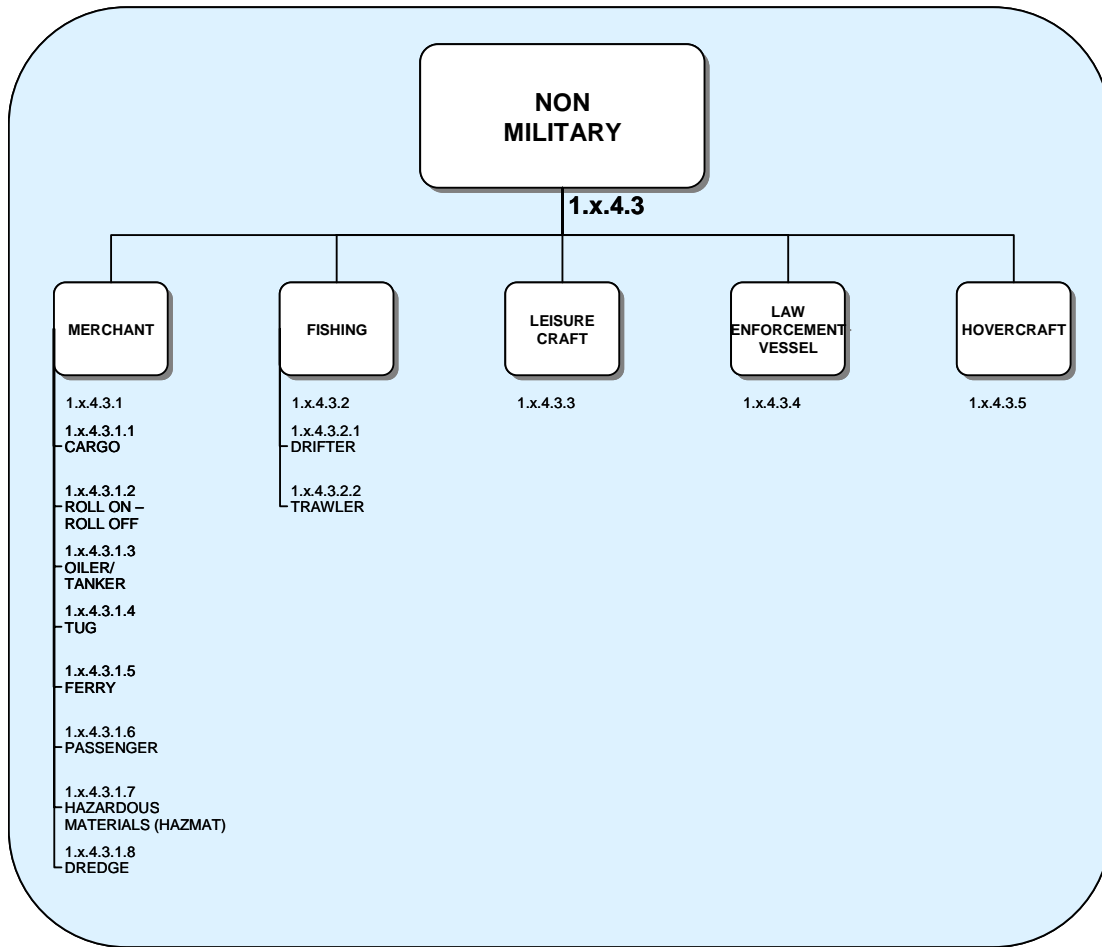 NON
MILITARY
1.x.4.3
MERCHANT
FISHING
LEISURE
CRAFT
LAW
ENFORCEMENT
VESSEL
HOVERCRAFT
1.x.4.3.1
1.x.4.3.1.1
CARGO
1.x.4.3.1.2
ROLL ON –
ROLL OFF
1.x.4.3.1.3
OILER/
TANKER
1.x.4.3.1.4
TUG
1.x.4.3.1.5
FERRY
1.x.4.3.1.6
PASSENGER
1.x.4.3.1.7
HAZARDOUS
MATERIALS (HAZMAT)
1.x.4.3.1.8
DREDGE
1.x.4.3.2
1.x.4.3.2.1
DRIFTER
1.x.4.3.2.2
TRAWLER
1.x.4.3.3
1.x.4.3.4
1.x.4.3.5